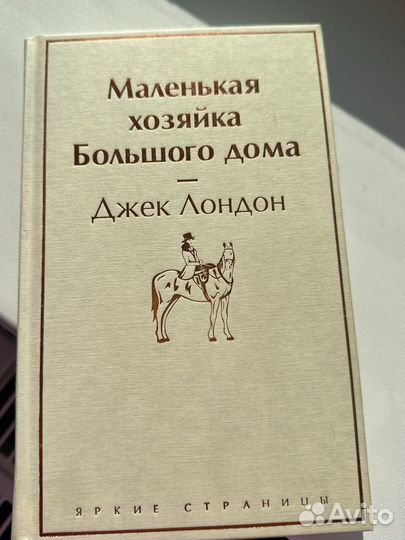 Маленькая
хозяйка
Большого дома
—
Джек Лондон
ЯРКИЕ СТРАНИЦЫ
Avito